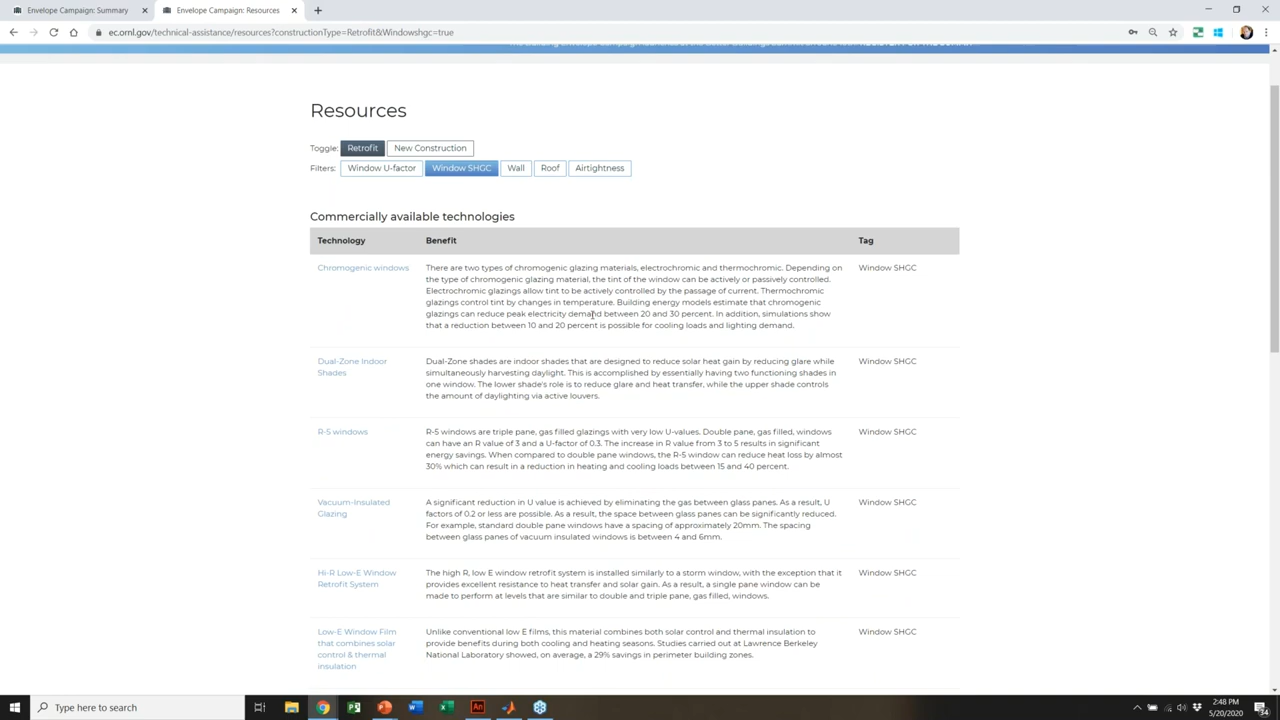 Envelope Campaign: Summary
Envelope Campaign: Resources
ec.ornl.gov/technical-assistance/resources?constructionType=Retrofit&Windowshgc=true
Resources
Toggle: Retrofit New Construction
Filters: Window U-factor Window SHGC Wall Roof Airtightness
Commercially available technologies
Technology Benefit Tag
Chromogenic windows
There are two types of chromogenic glazing materials, electrochromic and thermochromic. Depending on
the type of chromogenic glazing material, the tint of the window can be actively or passively controlled.
Electrochromic glazings allow tint to be actively controlled by the passage of current. Thermochromic
glazings control tint by changes in temperature. Building energy models estimate that chromogenic
glazings can reduce peak electricity demand between 20 and 30 percent. In addition, simulations show
that a reduction between 10 and 20 percent is possible for cooling loads and lighting demand.
Window SHGC
Dual-Zone Indoor
Shades
Dual-Zone shades are indoor shades that are designed to reduce solar heat gain by reducing glare while
simultaneously harvesting daylight. This is accomplished by essentially having two functioning shades in
one window. The lower shade's role is to reduce glare and heat transfer, while the upper shade controls
the amount of daylighting via active louvers.
Window SHGC
R-5 windows
R-5 windows are triple pane, gas filled glazings with very low U-values. Double pane, gas filled, windows
can have an R value of 3 and a U-factor of 0.3. The increase in R value from 3 to 5 results in significant
energy savings. When compared to double pane windows, the R-5 window can reduce heat loss by almost
30% which can result in a reduction in heating and cooling loads between 15 and 40 percent.
Window SHGC
Vacuum-Insulated
Glazing
A significant reduction in U value is achieved by eliminating the gas between glass panes. As a result, U
factors of 0.2 or less are possible. As a result, the space between glass panes can be significantly reduced.
For example, standard double pane windows have a spacing of approximately 20mm. The spacing
between glass panes of vacuum insulated windows is between 4 and 6mm.
Window SHGC
Hi-R Low-E Window
Retrofit System
The high R, low E window retrofit system is installed similarly to a storm window, with the exception that it
provides excellent resistance to heat transfer and solar gain. As a result, a single pane window can be
made to perform at levels that are similar to double and triple pane, gas filled, windows.
Window SHGC
Low-E Window Film
that combines solar
control & thermal
insulation
Unlike conventional low E films, this material combines both solar control and thermal insulation to
provide benefits during both cooling and heating seasons. Studies carried out at Lawrence Berkeley
National Laboratory showed, on average, a 29% savings in perimeter building zones.
Window SHGC
Type here to search
2:48 PM
5/20/2020
34